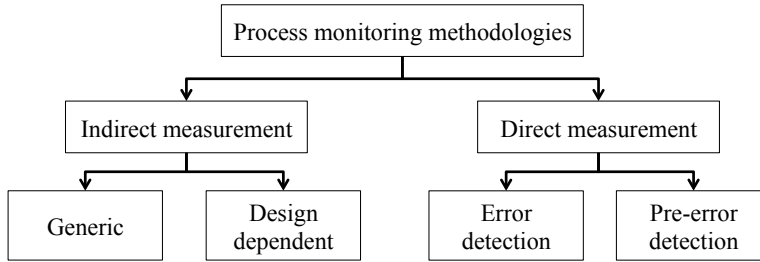 Process monitoring methodologies
Indirect measurement
Direct measurement
Generic
Design
dependent
Error
detection
Pre-error
detection